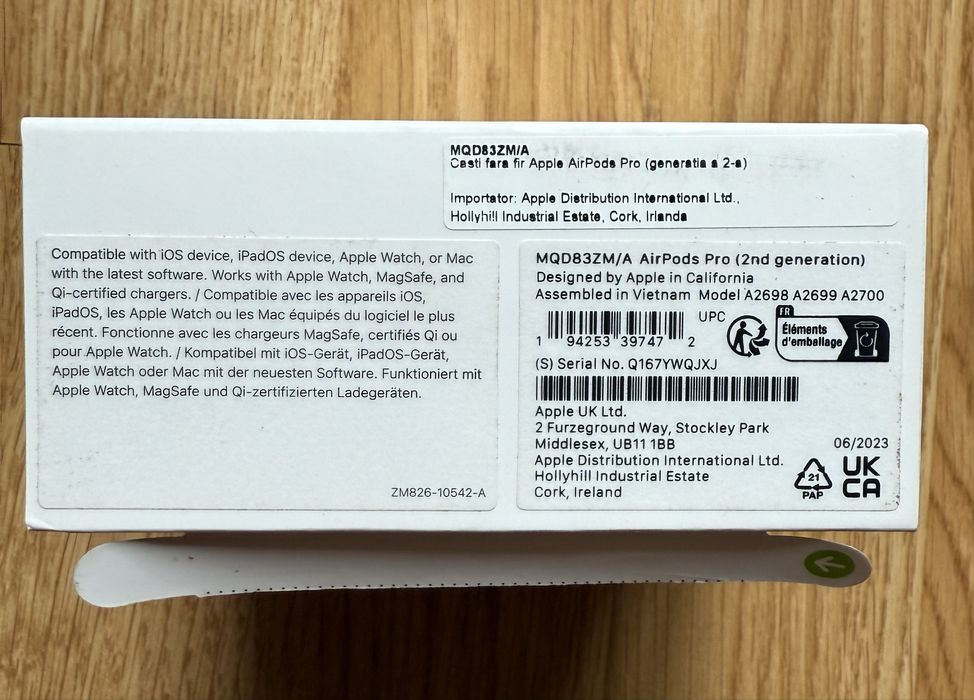 MQD83ZM/A
Casti fara fir Apple AirPods Pro (generatia a 2-a)
Importator: Apple Distribution International Ltd.,
Hollyhill Industrial Estate, Cork, Irlanda
Compatible with iOS device, iPadOS device, Apple Watch, or Mac
with the latest software. Works with Apple Watch, MagSafe, and
Qi-certified chargers. / Compatible avec les appareils iOS,
iPadOS, les Apple Watch ou les Mac équipés du logiciel le plus
récent. Fonctionne avec les chargeurs MagSafe, certifiés Qi ou
pour Apple Watch. / Kompatibel mit iOS-Gerät, iPadOS-Gerät,
Apple Watch oder Mac mit der neuesten Software. Funktioniert mit
Apple Watch, MagSafe und Qi-zertifizierten Ladegeräten.
ZM826-10542-A
MQD83ZM/A AirPods Pro (2nd generation)
Designed by Apple in California
Assembled in Vietnam Model A2698 A2699 A2700
UPC
1 94253 39747 2
FR
Éléments
d'emballage
(S) Serial No. Q167YWQJXJ
Apple UK Ltd.
2 Furzeground Way, Stockley Park
Middlesex, UB11 1BB
Apple Distribution International Ltd.
Hollyhill Industrial Estate
Cork, Ireland
06/2023
21
PAP
UK
CA